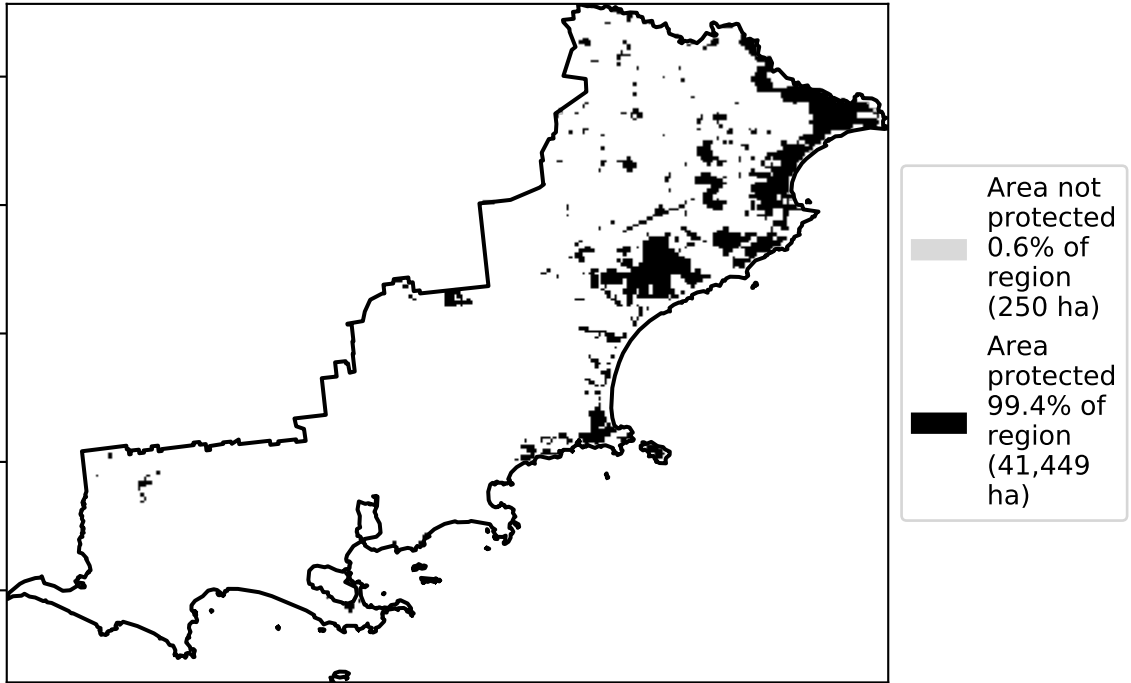 Area not
protected
0.6% of
region
(250 ha)
Area
protected
99.4% of
region
(41,449
ha)